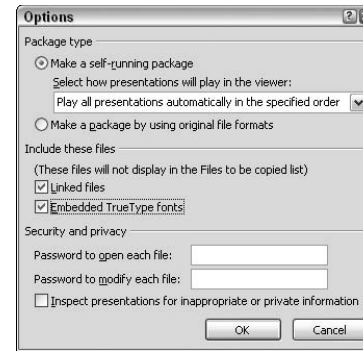 Options
Package type
Make a self-running package
Select how presentations will play in the viewer:
Play all presentations automatically in the specified order
Make a package by using original file formats
Include these files
(These files will not display in the Files to be copied list)
Linked files
Embedded TrueType fonts
Security and privacy
Password to open each file:
Password to modify each file:
Inspect presentations for inappropriate or private information
OK Cancel